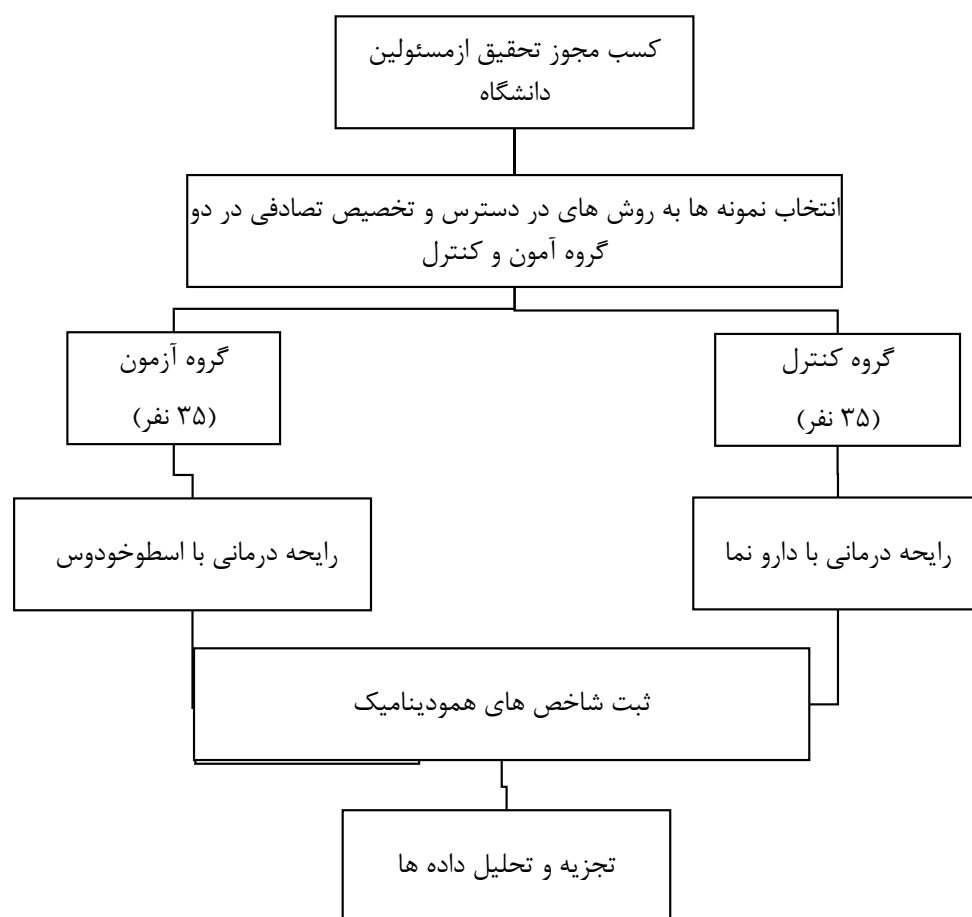 کسب مجوز تحقیق ازمسئولین
دانشگاه
انتخاب نمونه ها به روش های در دسترس و تخصیص تصادفی در دو
گروه آمون و کنترل
گروه کنترل
(۳۵ نفر)
گروه آزمون
(۳۵ نفر)
رایحه درمانی با دارو نما
رایحه درمانی با اسطوخودوس
ثبت شاخص های همودینامیک
تجزیه و تحلیل داده ها